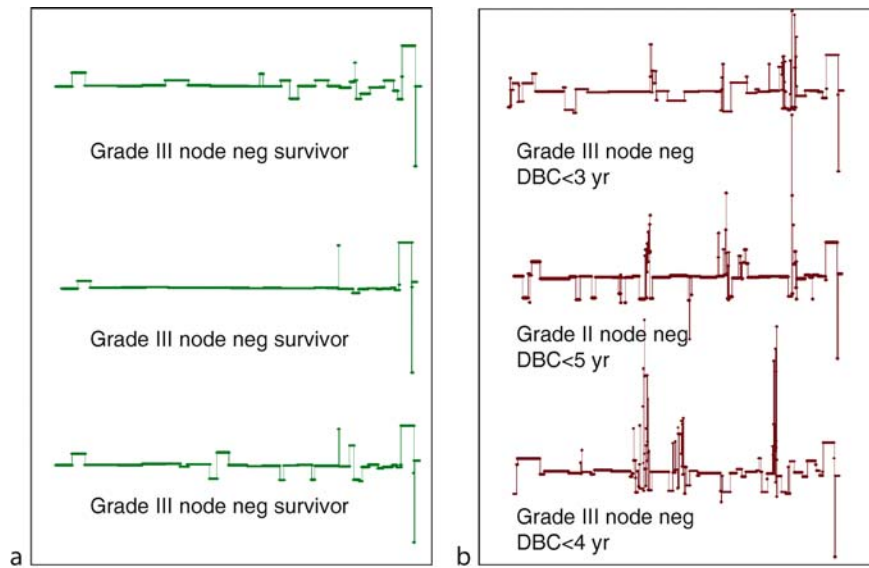 Grade III node neg survivor
Grade III node neg survivor
Grade III node neg survivor
a
Grade III node neg
DBC<3 yr
Grade II node neg
DBC<5 yr
Grade III node neg
DBC<4 yr
b